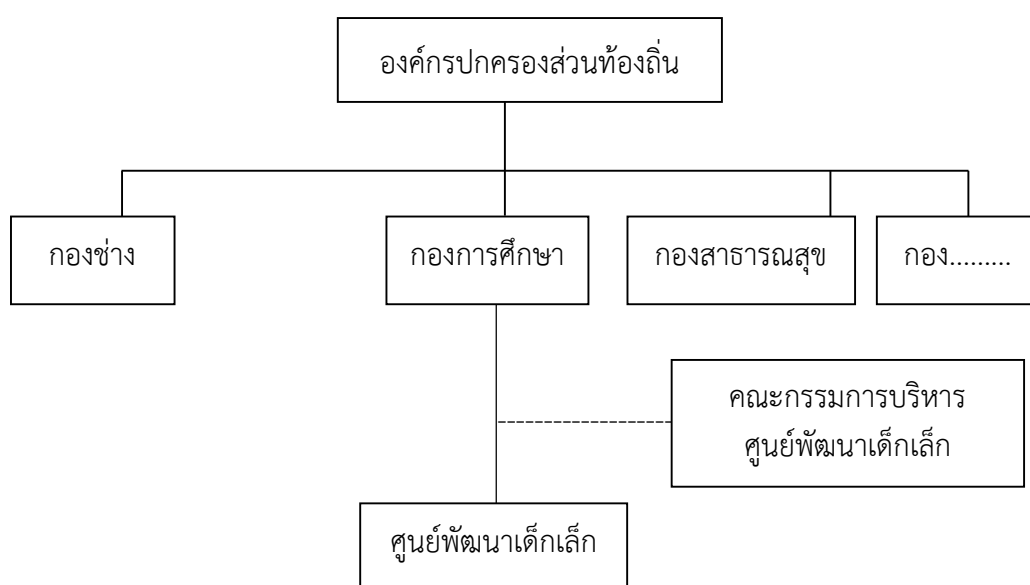 องค์กรปกครองส่วนท้องถิ่น
กองช่าง
กองการศึกษา
กองสาธารณสุข
กอง.........
คณะกรรมการบริหาร
ศูนย์พัฒนาเด็กเล็ก
ศูนย์พัฒนาเด็กเล็ก